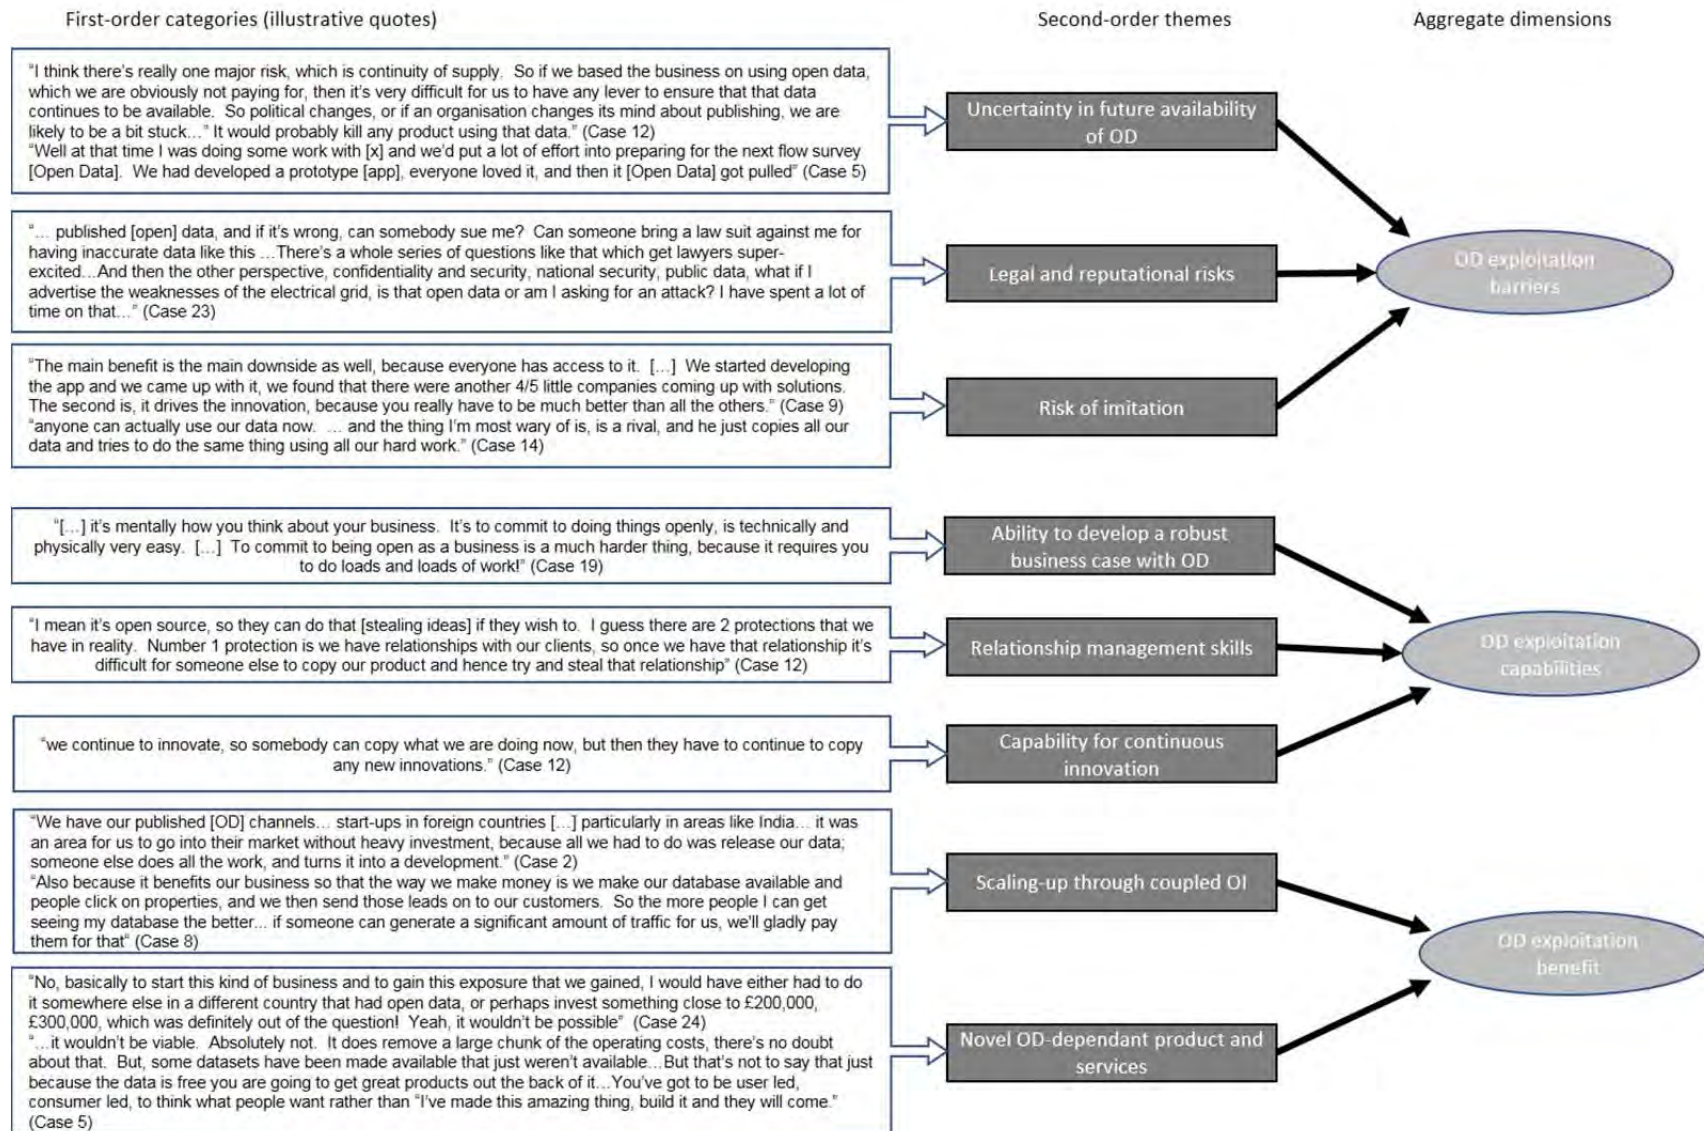 First-order categories (illustrative quotes)
Second-order themes
Aggregate dimensions
“I think there’s really one major risk, which is continuity of supply.  So if we based the business on using open data,
which we are obviously not paying for, then it’s very difficult for us to have any lever to ensure that that data
continues to be available.  So political changes, or if an organisation changes its mind about publishing, we are
likely to be a bit stuck…” It would probably kill any product using that data.” (Case 12)
“Well at that time I was doing some work with [x] and we’d put a lot of effort into preparing for the next flow survey
[Open Data].  We had developed a prototype [app], everyone loved it, and then it [Open Data] got pulled” (Case 5)
Uncertainty in future availability
of OD
“… published [open] data, and if it’s wrong, can somebody sue me?  Can someone bring a law suit against me for
having inaccurate data like this …There’s a whole series of questions like that which get lawyers super-
excited…And then the other perspective, confidentiality and security, national security, public data, what if I
advertise the weaknesses of the electrical grid, is that open data or am I asking for an attack? I have spent a lot of
time on that…” (Case 23)
Legal and reputational risks
OD exploitation
barriers
“The main benefit is the main downside as well, because everyone has access to it.  […]  We started developing
the app and we came up with it, we found that there were another 4/5 little companies coming up with solutions.
The second is, it drives the innovation, because you really have to be much better than all the others.” (Case 9)
“anyone can actually use our data now.  … and the thing I’m most wary of is, is a rival, and he just copies all our
data and tries to do the same thing using all our hard work.” (Case 14)
Risk of imitation
“[…] it’s mentally how you think about your business.  It’s to commit to doing things openly, is technically and
physically very easy.  […]  To commit to being open as a business is a much harder thing, because it requires you
to do loads and loads of work!” (Case 19)
Ability to develop a robust
business case with OD
“I mean it’s open source, so they can do that [stealing ideas] if they wish to.  I guess there are 2 protections that we
have in reality.  Number 1 protection is we have relationships with our clients, so once we have that relationship it’s
difficult for someone else to copy our product and hence try and steal that relationship” (Case 12)
Relationship management skills
OD exploitation
capabilities
“we continue to innovate, so somebody can copy what we are doing now, but then they have to continue to copy
any new innovations.” (Case 12)
Capability for continuous
innovation
“We have our published [OD] channels… start-ups in foreign countries […] particularly in areas like India… it was
an area for us to go into their market without heavy investment, because all we had to do was release our data;
someone else does all the work, and turns it into a development.” (Case 2)
“Also because it benefits our business so that the way we make money is we make our database available and
people click on properties, and we then send those leads on to our customers.  So the more people I can get
seeing my database the better... if someone can generate a significant amount of traffic for us, we’ll gladly pay
them for that” (Case 8)
Scaling-up through coupled OI
OD exploitation
benefit
“No, basically to start this kind of business and to gain this exposure that we gained, I would have either had to do
it somewhere else in a different country that had open data, or perhaps invest something close to £200,000,
£300,000, which was definitely out of the question!  Yeah, it wouldn’t be possible”  (Case 24)
“…it wouldn’t be viable.  Absolutely not.  It does remove a large chunk of the operating costs, there’s no doubt
about that.  But, some datasets have been made available that just weren’t available…But that’s not to say that just
because the data is free you are going to get great products out the back of it…You’ve got to be user led,
consumer led, to think what people want rather than “I’ve made this amazing thing, build it and they will come.”
(Case 5)
Novel OD-dependant product and
services